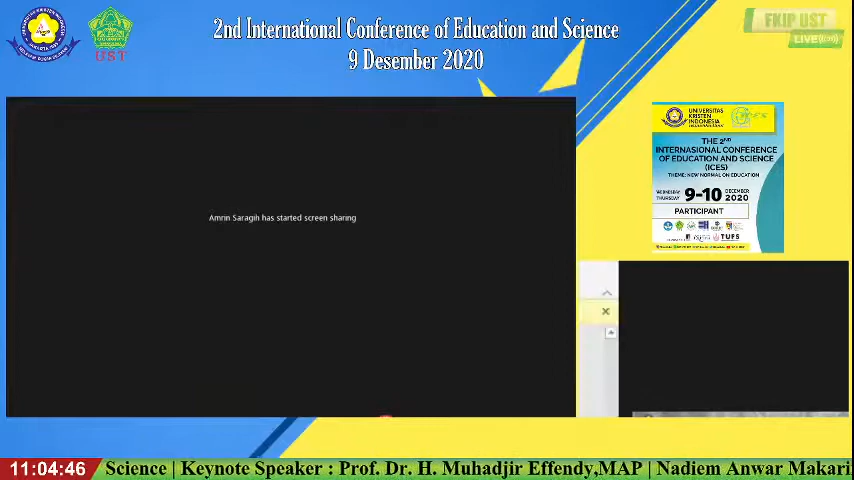 2nd International Conference of Education and Science
9 Desember 2020
FKIP UST
LIVE
UST
Amrin Saragih has started screen sharing
UNIVERSITAS
KRISTEN
INDONESIA
THE 2ND
INTERNASIONAL CONFERENCE
OF EDUCATION AND SCIENCE
(ICES)
THEME: NEW NORMAL ON EDUCATION
WEDNESDAY
THURSDAY
9-10
DECEMBER
2020
PARTICIPANT
TUFS
11:04:46
Science | Keynote Speaker : Prof. Dr. H. Muhadjir Effendy,MAP | Nadiem Anwar Makari